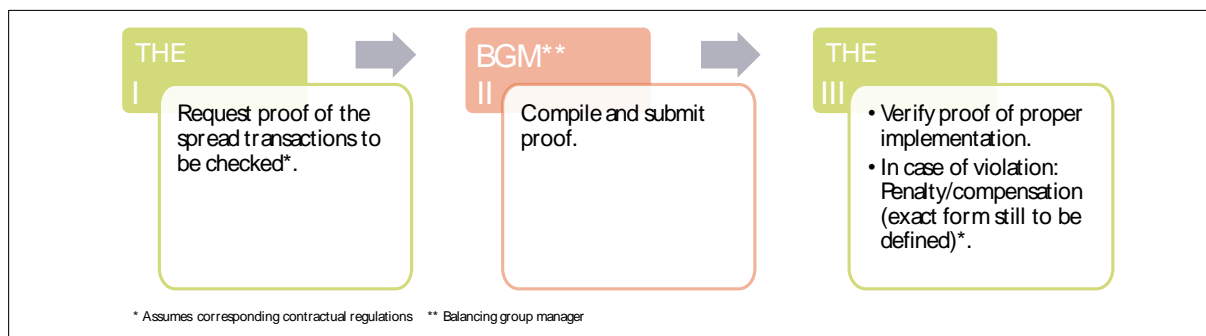 THE
I
Request proof of the
spread transactions to
be checked*.
BGM**
II
Compile and submit
proof.
THE
III
• Verify proof of proper
implementation.
• In case of violation:
Penalty/compensation
(exact form still to be
defined)*.
* Assumes corresponding contractual regulations ** Balancing group manager